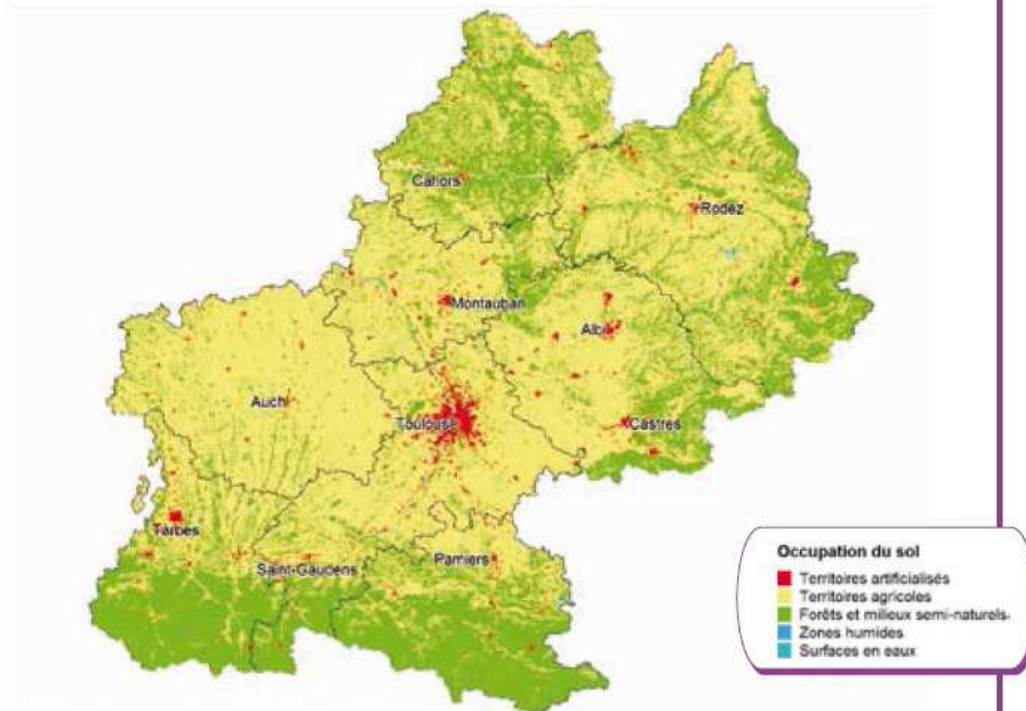 Cahors
Rodez
Montauban
Albi
Auch
Toulouse
Castres
Tarbes
Saint-Gaudens
Pamiers
Occupation du sol
Territoires artificialisés
Territoires agricoles
Forêts et milieux semi-naturels
Zones humides
Surfaces en eaux